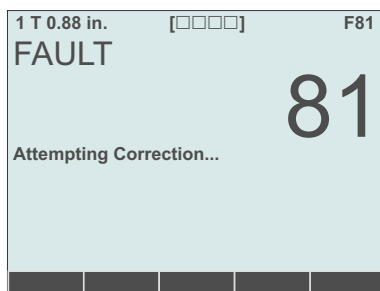 1 T 0.88 in. [□□□□] F81
FAULT
81
Attempting Correction...